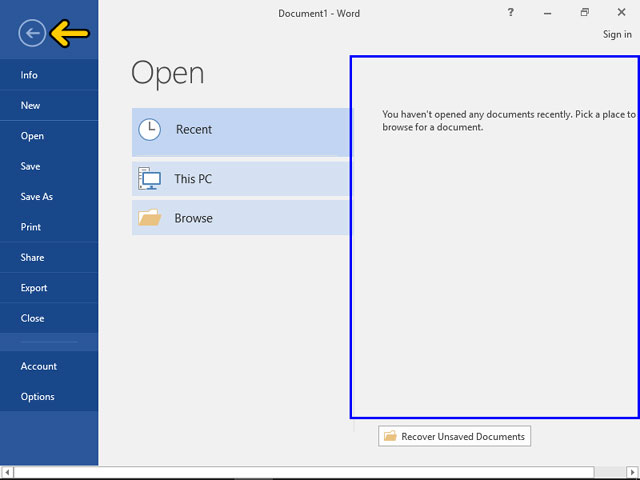 Document1 - Word
?
Sign in
Info
New
Open
Save
Save As
Print
Share
Export
Close
Account
Options
Open
Recent
This PC
Browse
You haven't opened any documents recently. Pick a place to
browse for a document.
Recover Unsaved Documents